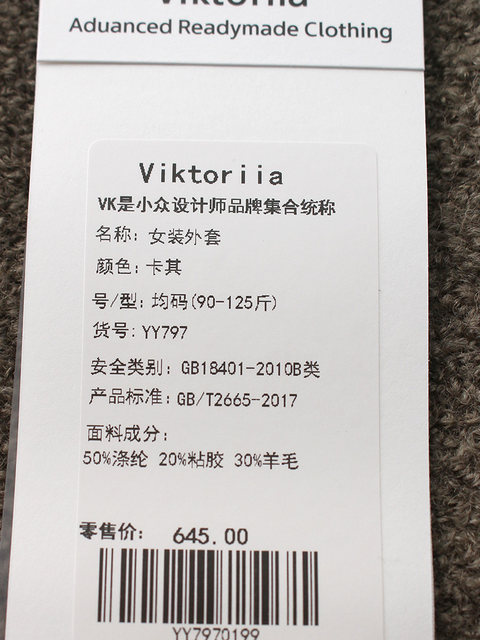 Viktoriia
Aduanced Readymade Clothing
Viktoriia
VK是小众设计师品牌集合统称
名称: 女装外套
颜色: 卡其
号/型: 均码(90-125斤)
货号: YY797
安全类别: GB18401-2010B类
产品标准: GB/T2665-2017
面料成分:
50%涤纶 20%粘胶 30%羊毛
零售价: 645.00
YY7970199